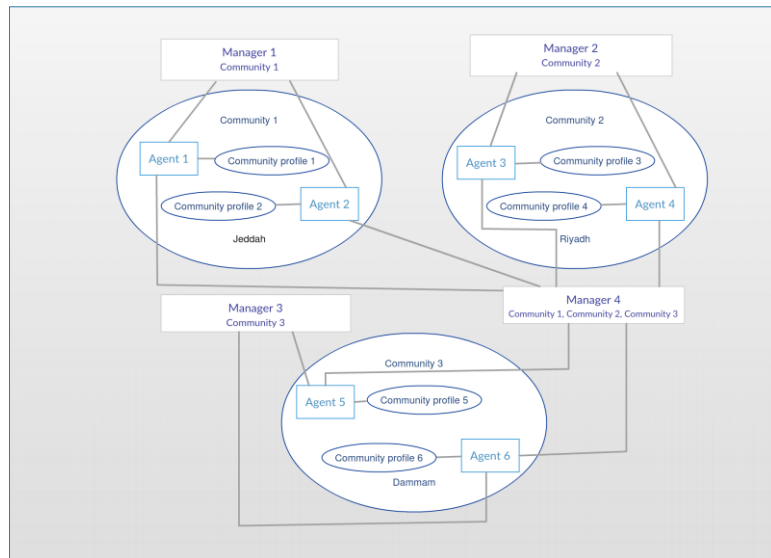 Manager 1
Community 1
Manager 2
Community 2
Community 1
Agent 1
Community profile 1
Community profile 2
Agent 2
Jeddah
Community 2
Agent 3
Community profile 3
Community profile 4
Agent 4
Riyadh
Manager 3
Community 3
Manager 4
Community 1, Community 2, Community 3
Community 3
Agent 5
Community profile 5
Community profile 6
Agent 6
Dammam